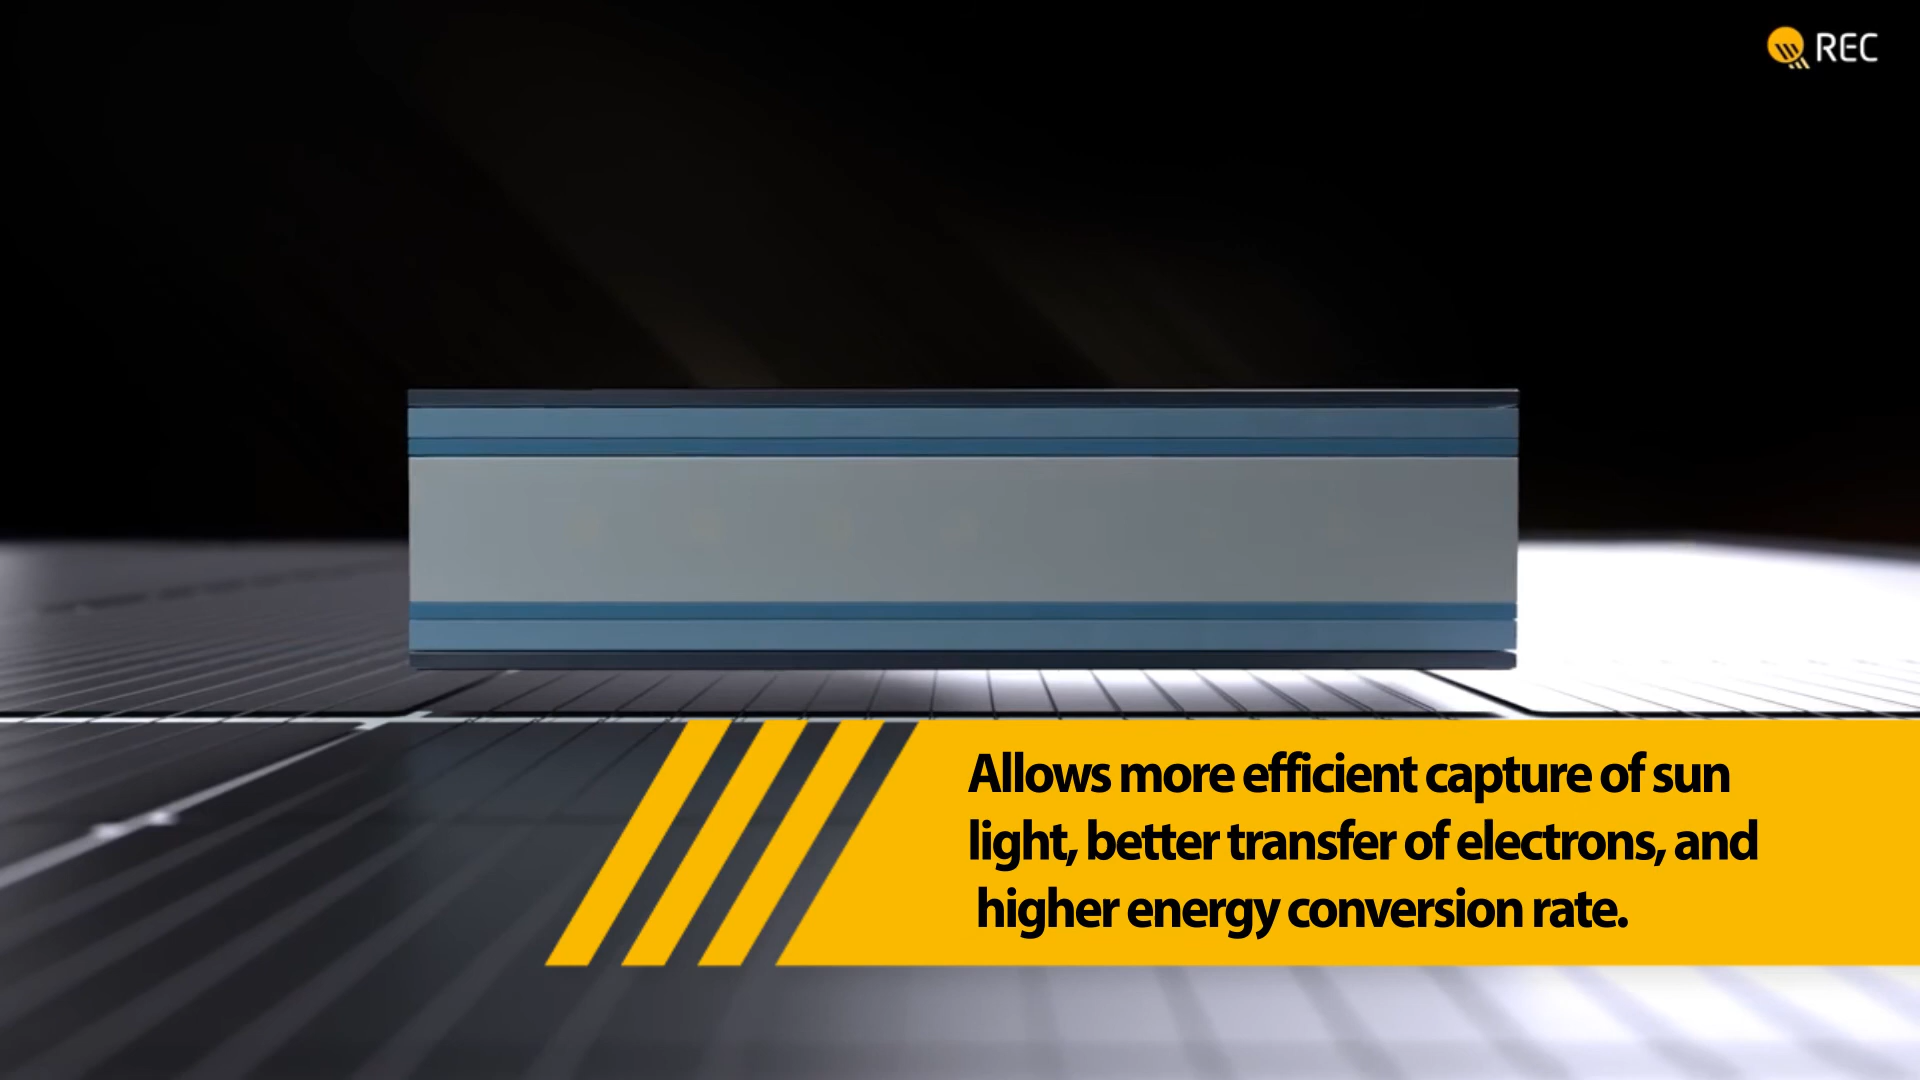 REC
Allows more efficient capture of sun
light, better transfer of electrons, and
higher energy conversion rate.